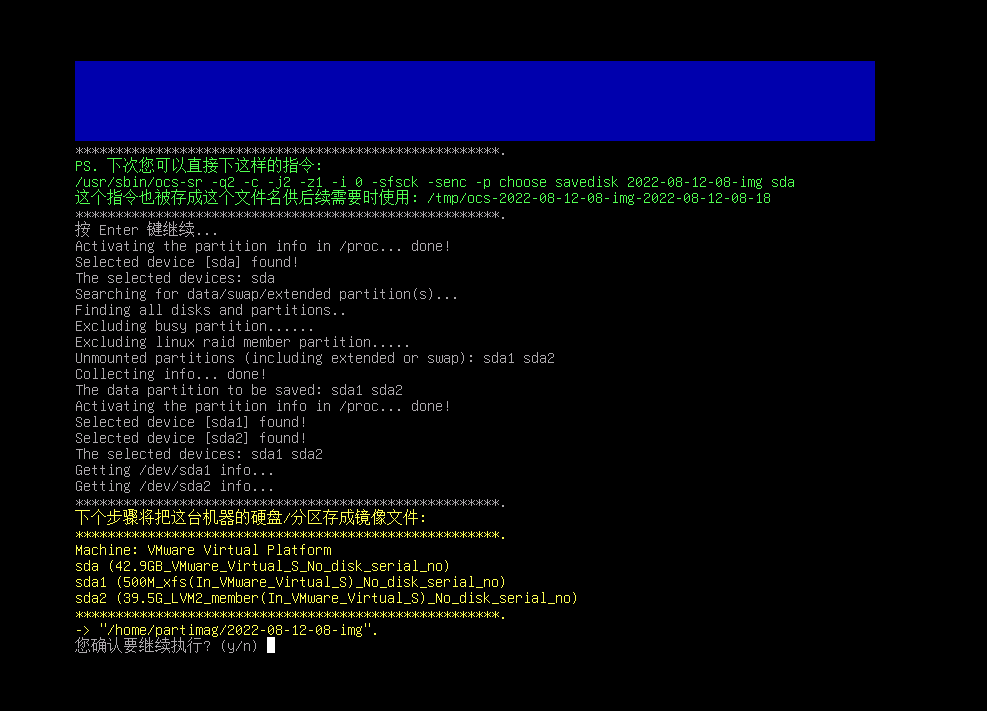 *****************************************************.
PS. 下次您可以直接下这样的指令:
/usr/sbin/ocs-sr -q2 -c -j2 -z1 -i 0 -sfsck -senc -p choose savedisk 2022-08-12-08-img sda
这个指令也被存成这个文件名供后续需要时使用: /tmp/ocs-2022-08-12-08-img-2022-08-12-08-18
*****************************************************.
按 Enter 键继续...
Activating the partition info in /proc... done!
Selected device [sda] found!
The selected devices: sda
Searching for data/swap/extended partition(s)...
Finding all disks and partitions..
Excluding busy partition......
Excluding linux raid member partition.....
Unmounted partitions (including extended or swap): sda1 sda2
Collecting info... done!
The data partition to be saved: sda1 sda2
Activating the partition info in /proc... done!
Selected device [sda1] found!
Selected device [sda2] found!
The selected devices: sda1 sda2
Getting /dev/sda1 info...
Getting /dev/sda2 info...
*****************************************************.
下个步骤将把这台机器的硬盘/分区存成镜像文件:
*****************************************************.
Machine: VMware Virtual Platform
sda (42.9GB_VMware_Virtual_S_No_disk_serial_no)
sda1 (500M_xfs(In_VMware_Virtual_S)_No_disk_serial_no)
sda2 (39.5G_LVM2_member(In_VMware_Virtual_S)_No_disk_serial_no)
*****************************************************.
-> "/home/partimag/2022-08-12-08-img".
您确认要继续执行? (y/n)